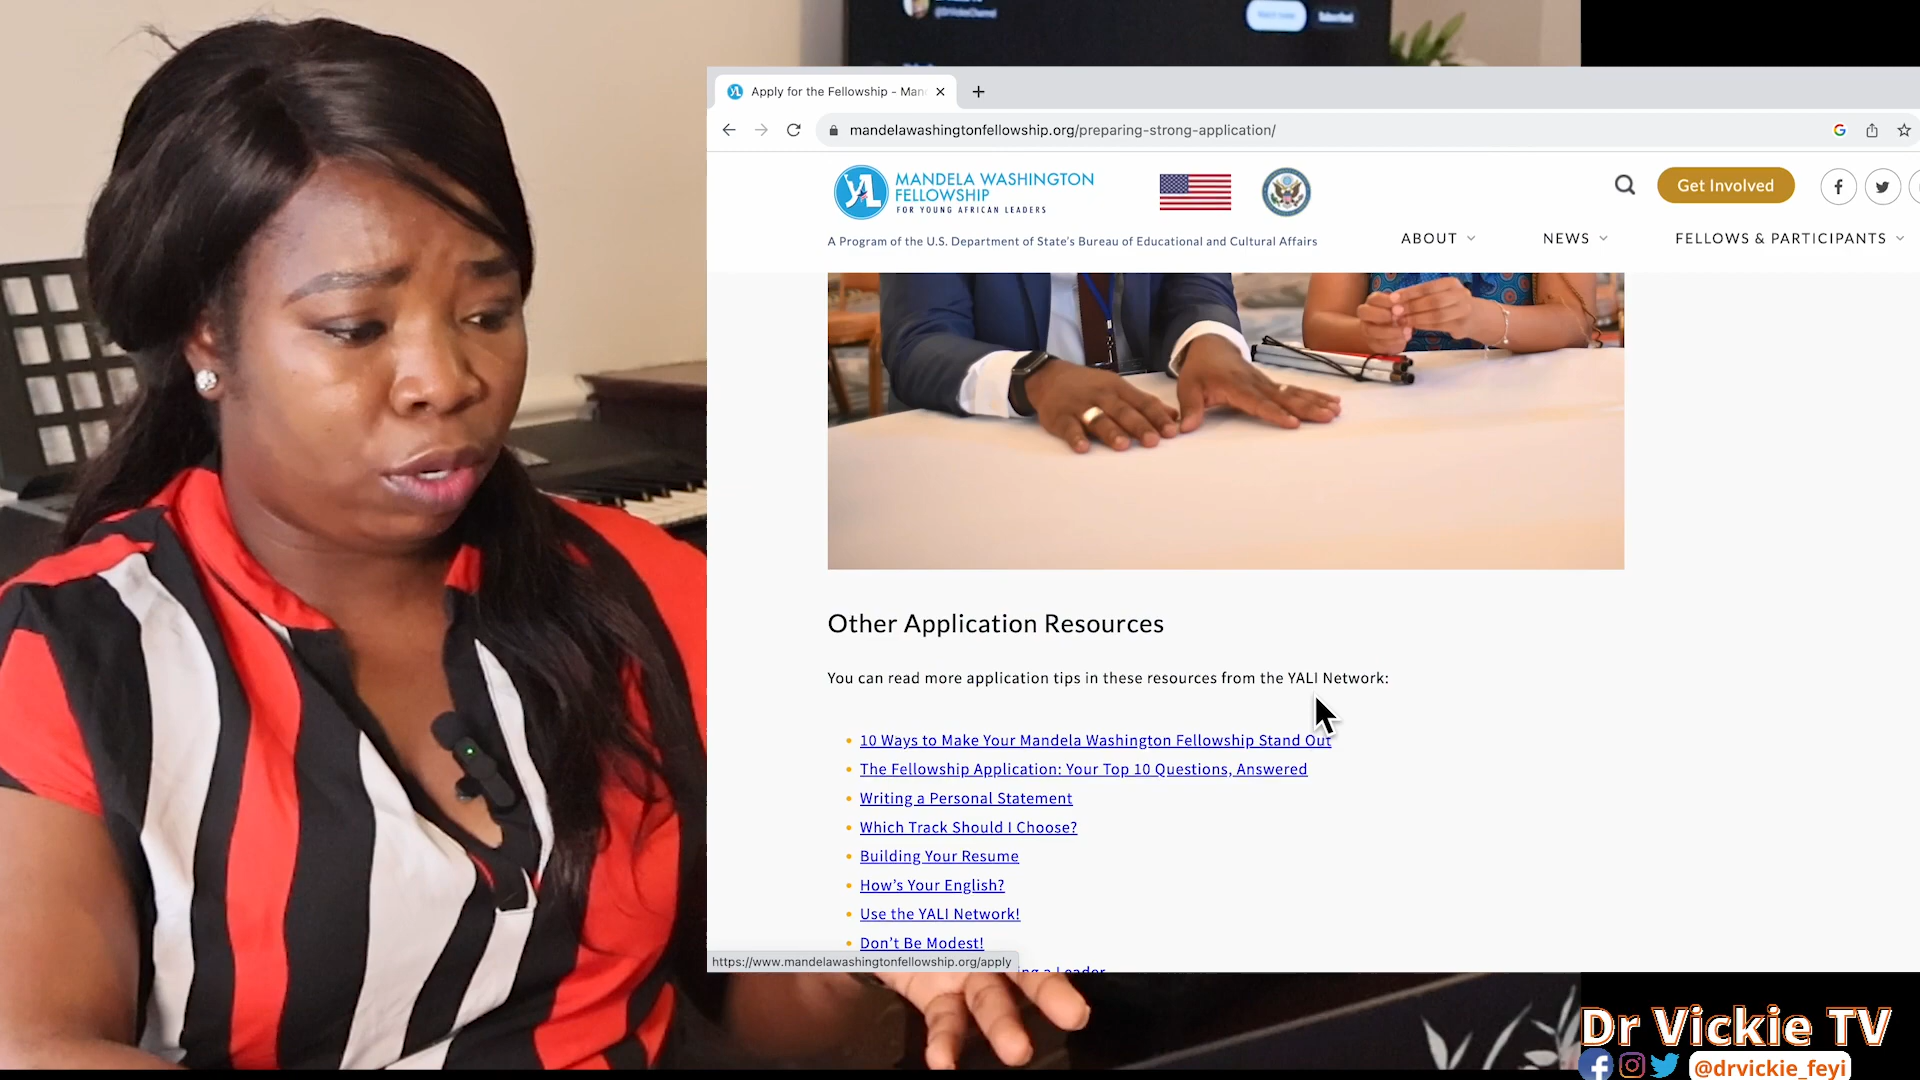 Apply for the Fellowship - Man
mandelawashingtonfellowship.org/preparing-strong-application/
MANDELA WASHINGTON
FELLOWSHIP
FOR YOUNG AFRICAN LEADERS
Get Involved
A Program of the U.S. Department of State's Bureau of Educational and Cultural Affairs
ABOUT
NEWS
FELLOWS & PARTICIPANTS
Other Application Resources
You can read more application tips in these resources from the YALI Network:
10 Ways to Make Your Mandela Washington Fellowship Stand Out
The Fellowship Application: Your Top 10 Questions, Answered
Writing a Personal Statement
Which Track Should I Choose?
Building Your Resume
How's Your English?
Use the YALI Network!
Don't Be Modest!
https://www.mandelawashingtonfellowship.org/apply
a Leader
Dr Vickie TV
@drvickie_feyi